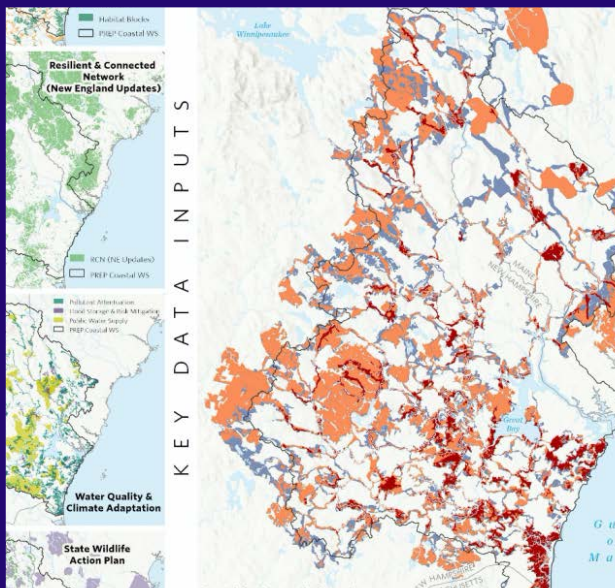 Habitat Blocks
PREP Coastal WS
Resilient & Connected
Network
(New England Updates)
RCN (NE Updates)
PREP Coastal WS
Pollutant Attenuation
Flood Storage & Risk Mitigation
Public Water Supply
PREP Coastal WS
Water Quality &
Climate Adaptation
State Wildlife
Action Plan
KEY DATA INPUTS
Lake
Winnipesaukee
MAINE
NEW HAMPSHIRE
Great
Bay
NEW HAMPSHIRE
G u
o
M a